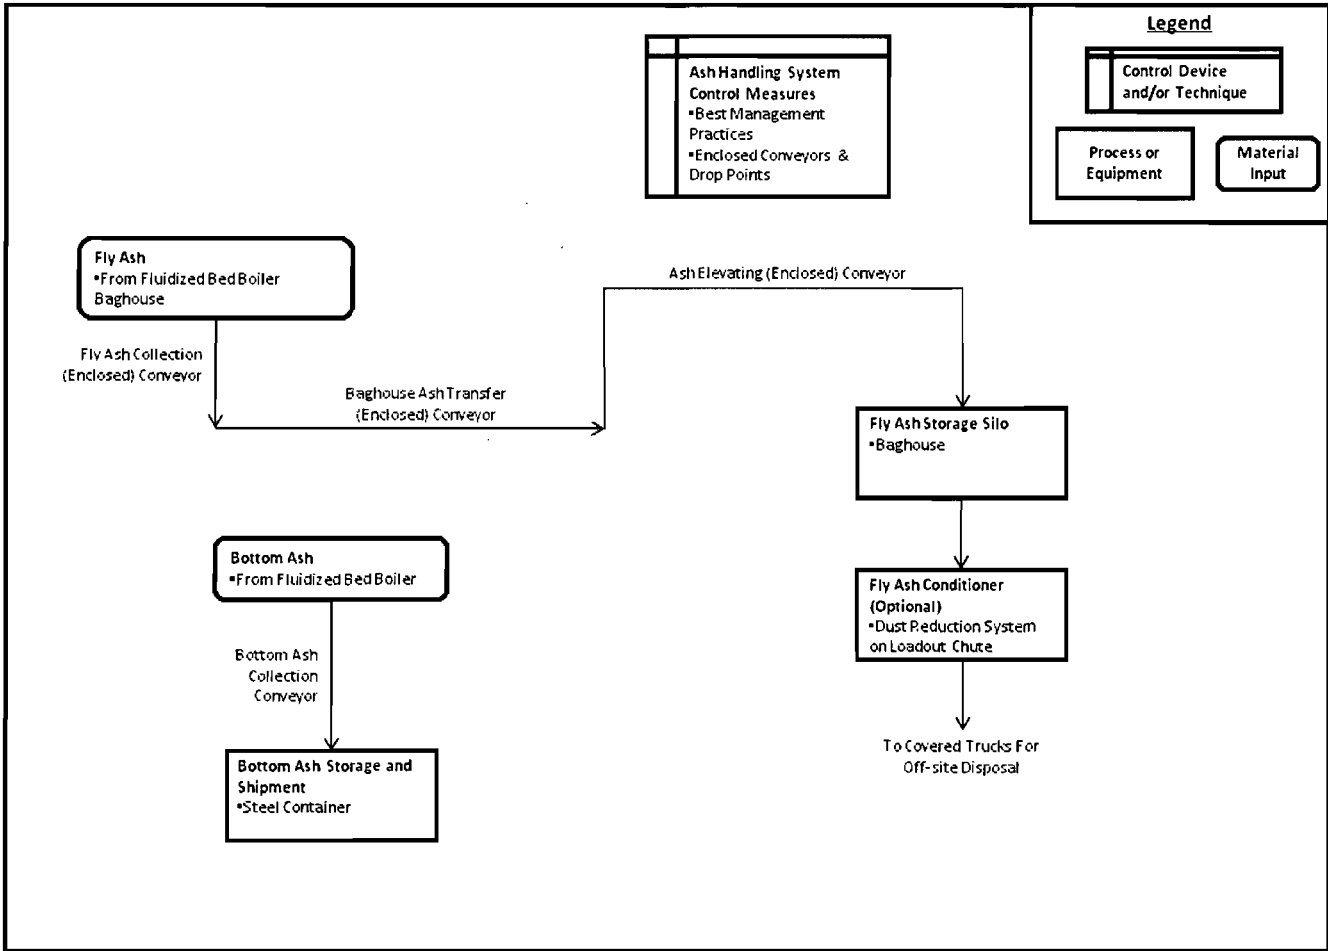 Legend
Control Device
and/or Technique
Process or
Equipment
Material
Input
Ash Handling System
Control Measures
▪Best Management
Practices
▪Enclosed Conveyors &
Drop Points
Fly Ash
▪From Fluidized Bed Boiler
Baghouse
Fly Ash Collection
(Enclosed) Conveyor
Baghouse Ash Transfer
(Enclosed) Conveyor
Ash Elevating (Enclosed) Conveyor
Fly Ash Storage Silo
▪Baghouse
Fly Ash Conditioner
(Optional)
▪Dust Reduction System
on Loadout Chute
To Covered Trucks For
Off-site Disposal
Bottom Ash
▪From Fluidized Bed Boiler
Bottom Ash
Collection
Conveyor
Bottom Ash Storage and
Shipment
▪Steel Container